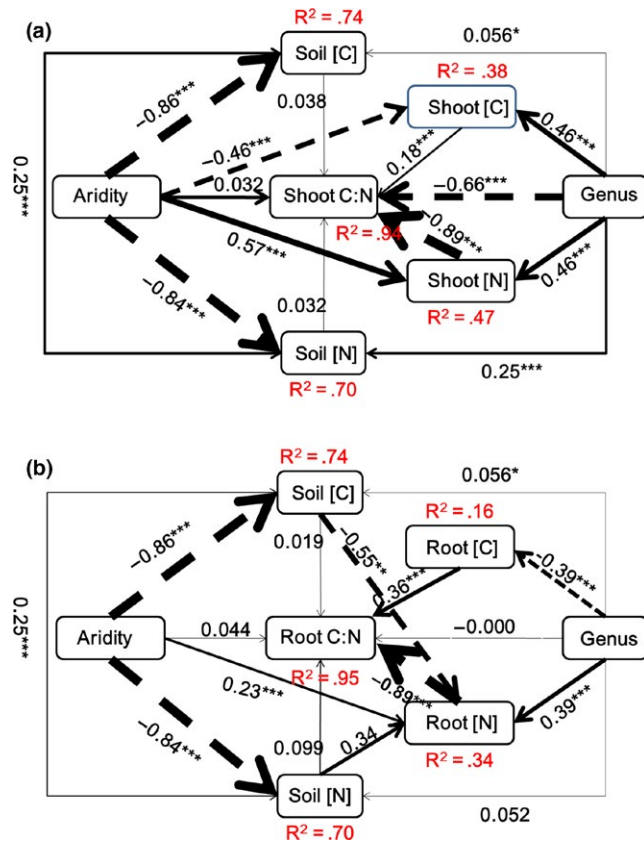 (a)
R² = .74
Soil [C]
0.056*
R² = .38
−0.86***
0.038
Shoot [C]
−0.46***
0.18***
0.46***
0.25***
Aridity
0.032
Shoot C:N
−0.66***
Genus
R² = .94
−0.89***
0.57***
Shoot [N]
0.46***
−0.84***
0.032
R² = .47
Soil [N]
0.25***
R² = .70
(b)
R² = .74
Soil [C]
0.056*
R² = .16
−0.86***
0.019
−0.55**
Root [C]
0.36***
−0.39***
0.25***
Aridity
0.044
Root C:N
−0.000
Genus
R² = .95
0.23***
−0.89***
Root [N]
0.39***
−0.84***
0.099
0.34
R² = .34
Soil [N]
0.052
R² = .70